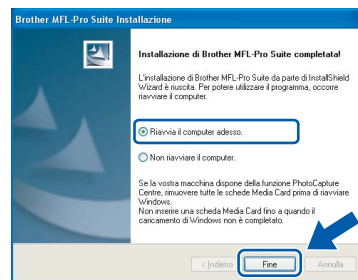 Brother MFL-Pro Suite Installazione
Installazione di Brother MFL-Pro Suite completata!
L'installazione di Brother MFL-Pro Suite da parte di InstallShield
Wizard è riuscita. Per potere utilizzare il programma, occorre
riavviare il computer.
Riavvia il computer adesso.
Non riavviare il computer.
Se la vostra macchina dispone della funzione PhotoCapture
Centre, rimuovere tutte le schede Media Card prima di riavviare
Windows.
Non inserire una scheda Media Card fino a quando il
caricamento di Windows non è completato.
< Indietro Fine Annulla